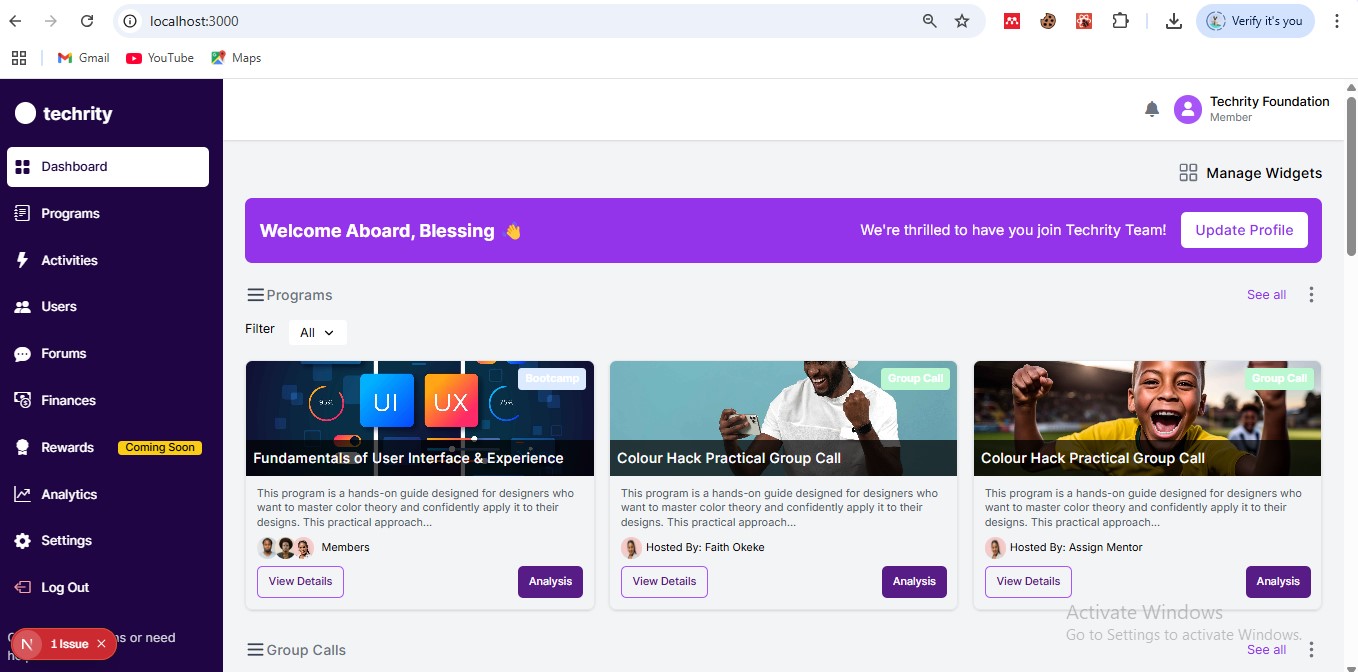 localhost:3000
Verify it's you
Gmail
YouTube
Maps
techrity
Techrity Foundation
Member
Dashboard
Manage Widgets
Programs
Welcome Aboard, Blessing 👋
We're thrilled to have you join Techrity Team!
Update Profile
Activities
Users
Programs
See all
Filter
All
Forums
Finances
Rewards
Coming Soon
Analytics
Settings
Log Out
Bootcamp
UI
UX
Fundamentals of User Interface & Experience
This program is a hands-on guide designed for designers who
want to master color theory and confidently apply it to their
designs. This practical approach...
Members
View Details
Analysis
Group Call
Colour Hack Practical Group Call
This program is a hands-on guide designed for designers who
want to master color theory and confidently apply it to their
designs. This practical approach...
Hosted By: Faith Okeke
View Details
Analysis
Group Call
Colour Hack Practical Group Call
This program is a hands-on guide designed for designers who
want to master color theory and confidently apply it to their
designs. This practical approach...
Hosted By: Assign Mentor
View Details
Analysis
Activate Windows
Go to Settings to activate Windows.
N
1 Issue
or need
Group Calls
See all